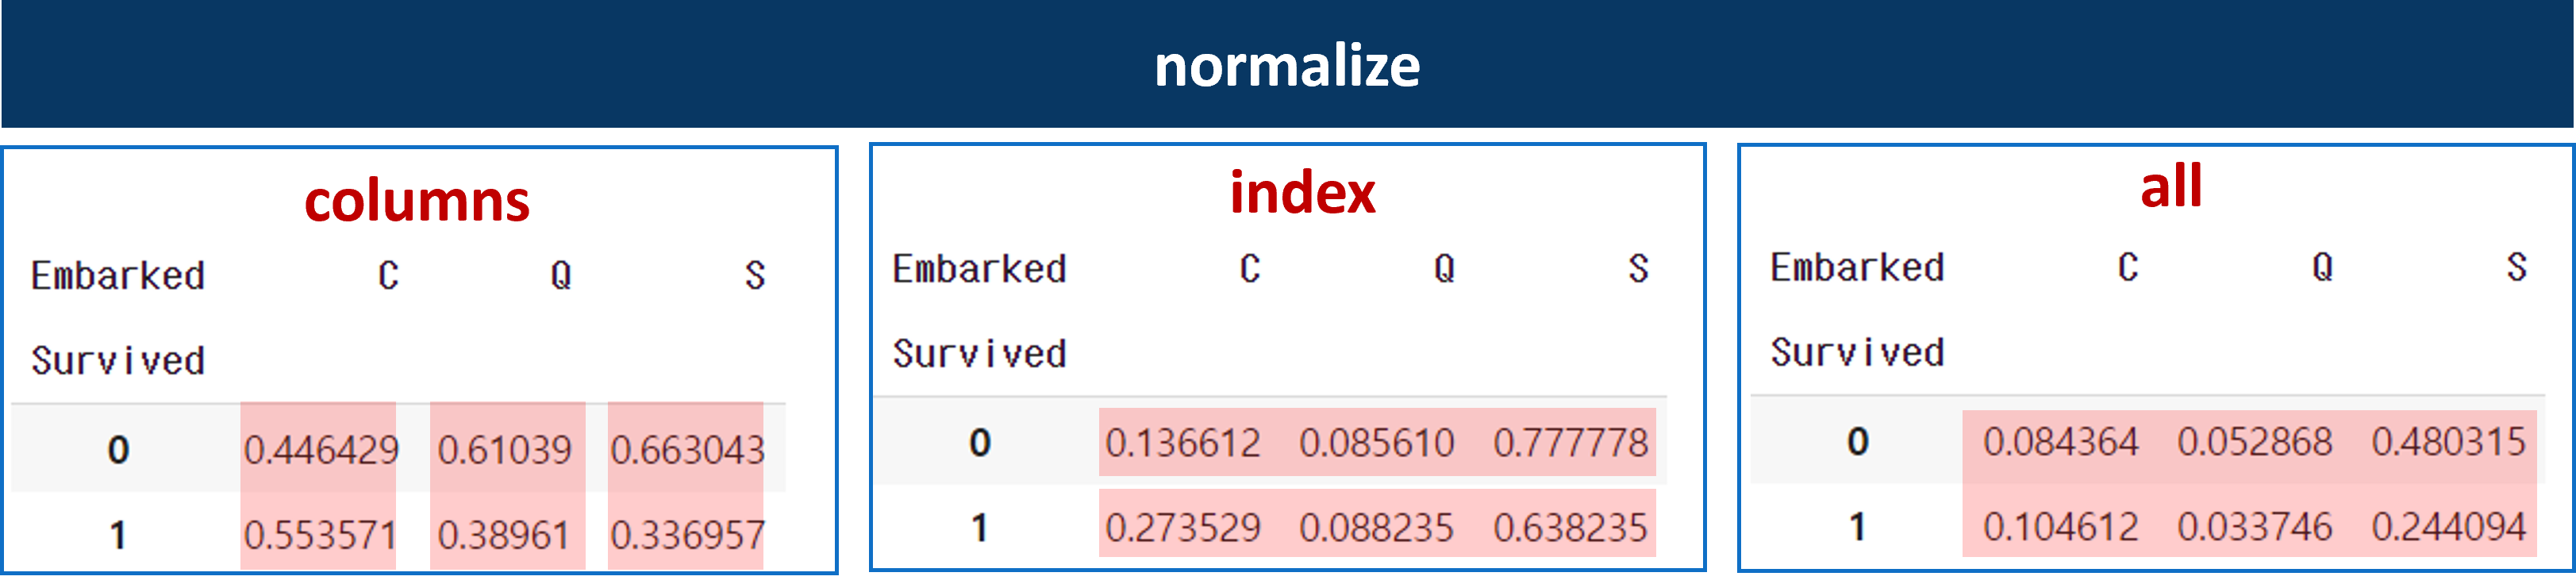 normalize
columns
Embarked C Q S
Survived
0 0.446429 0.61039 0.663043
1 0.553571 0.38961 0.336957
index
Embarked C Q S
Survived
0 0.136612 0.085610 0.777778
1 0.273529 0.088235 0.638235
all
Embarked C Q S
Survived
0 0.084364 0.052868 0.480315
1 0.104612 0.033746 0.244094